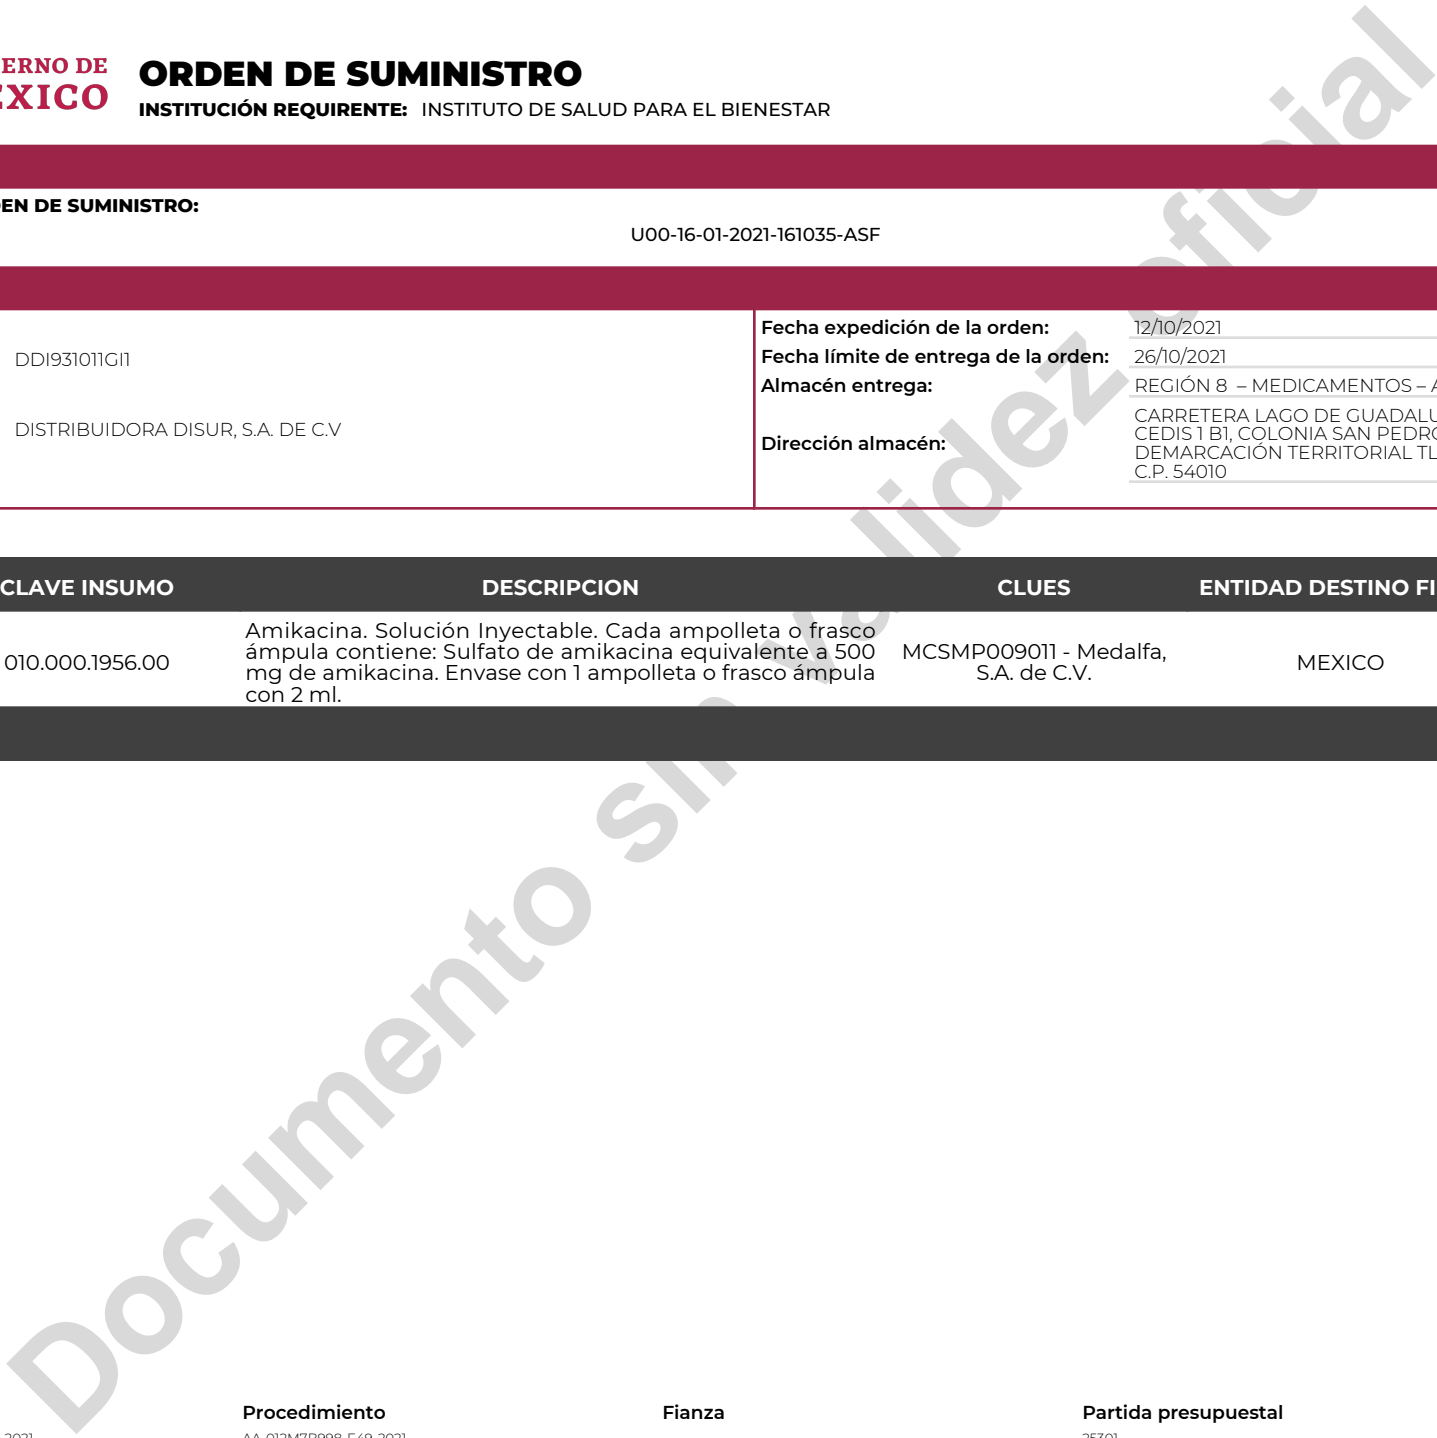 ERNO DE
EXICO
ORDEN DE SUMINISTRO
INSTITUCIÓN REQUIRENTE: INSTITUTO DE SALUD PARA EL BIENESTAR
EN DE SUMINISTRO:
U00-16-01-2021-161035-ASF
DDI931011GI1
DISTRIBUIDORA DISUR, S.A. DE C.V
Fecha expedición de la orden: 12/10/2021
Fecha límite de entrega de la orden: 26/10/2021
Almacén entrega: REGIÓN 8 – MEDICAMENTOS – A
Dirección almacén:
CARRETERA LAGO DE GUADALU
CEDIS 1 B1, COLONIA SAN PEDRO
DEMARCACIÓN TERRITORIAL TL
C.P. 54010
CLAVE INSUMO DESCRIPCION CLUES ENTIDAD DESTINO FI
010.000.1956.00
Amikacina. Solución Inyectable. Cada ampolleta o frasco
ámpula contiene: Sulfato de amikacina equivalente a 500
mg de amikacina. Envase con 1 ampolleta o frasco ámpula
con 2 ml.
MCSMP009011 - Medalfa,
S.A. de C.V.
MEXICO
Documento sin validez oficial
Procedimiento Fianza Partida presupuestal